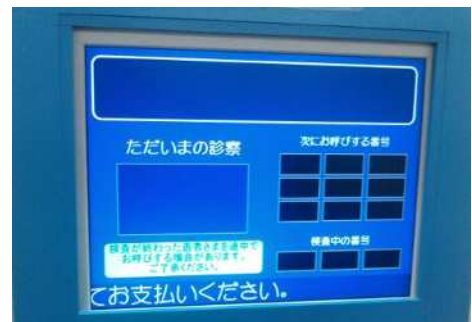 ただいまの診察
次にお呼びする番号
検査中の番号
検査が終わった患者さまを途中で
お呼びする場合があります。
ご了承ください。
てお支払いください。